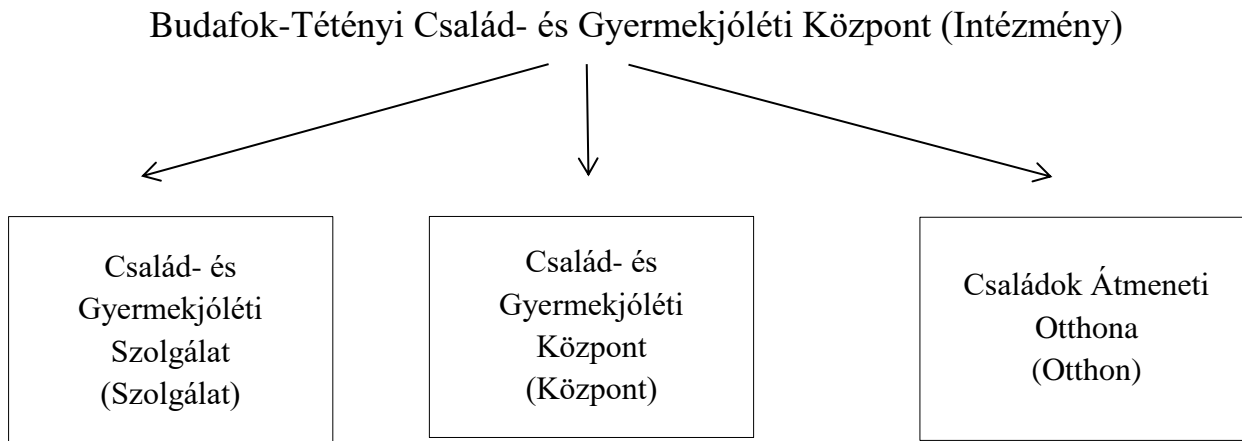 Budafok-Tétényi Család- és Gyermekjóléti Központ (Intézmény)
Család- és
Gyermekjóléti
Szolgálat
(Szolgálat)
Család- és
Gyermekjóléti
Központ
(Központ)
Családok Átmeneti
Otthona
(Otthon)